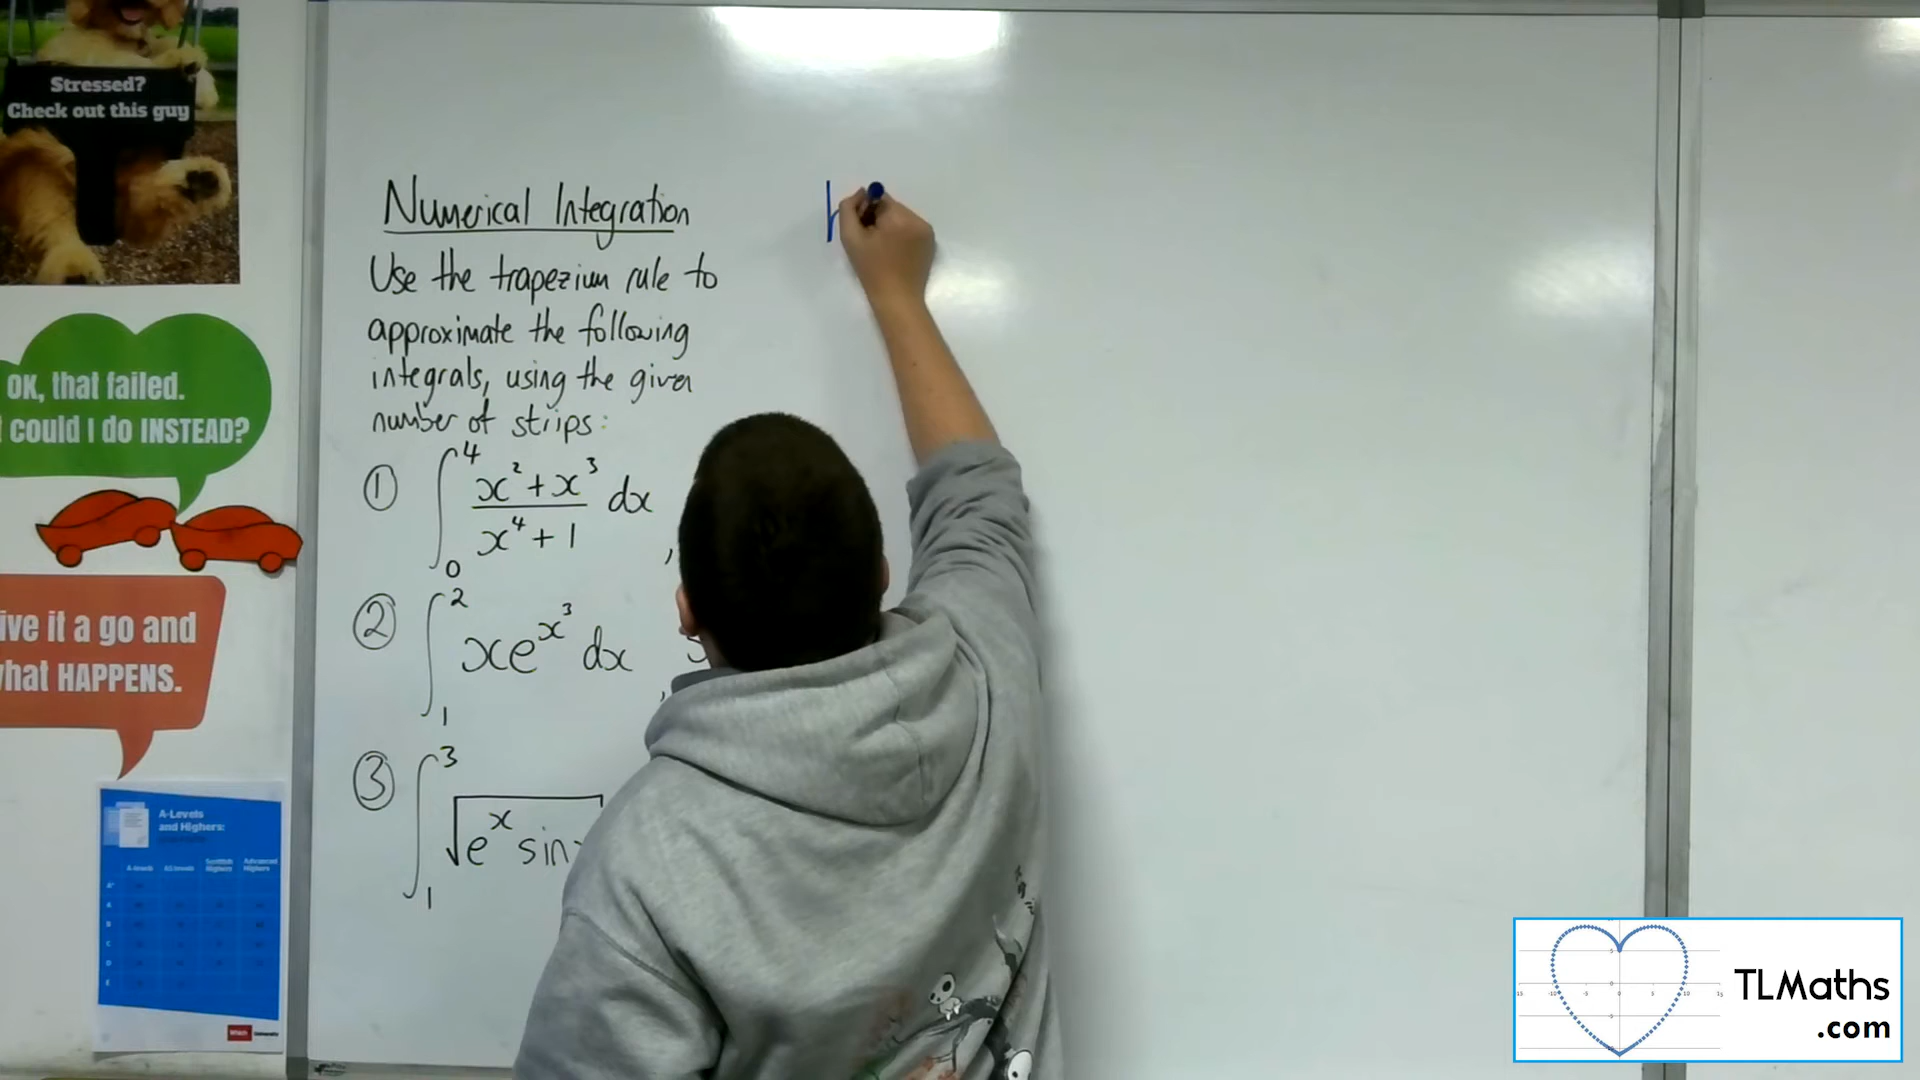 Stressed?
Check out this guy
OK, that failed.
could I do INSTEAD?
ive it a go and
what HAPPENS.
A-Levels
and Highers:
Numerical Integration
Use the trapezium rule to
approximate the following
integrals, using the given
number of strips:
① ∫₀⁴ (x² + x³)/(x⁴ + 1) dx ,
② ∫₁² xe^(x³) dx ,
③ ∫₁³ √(e^x sin
h
TLMaths
.com